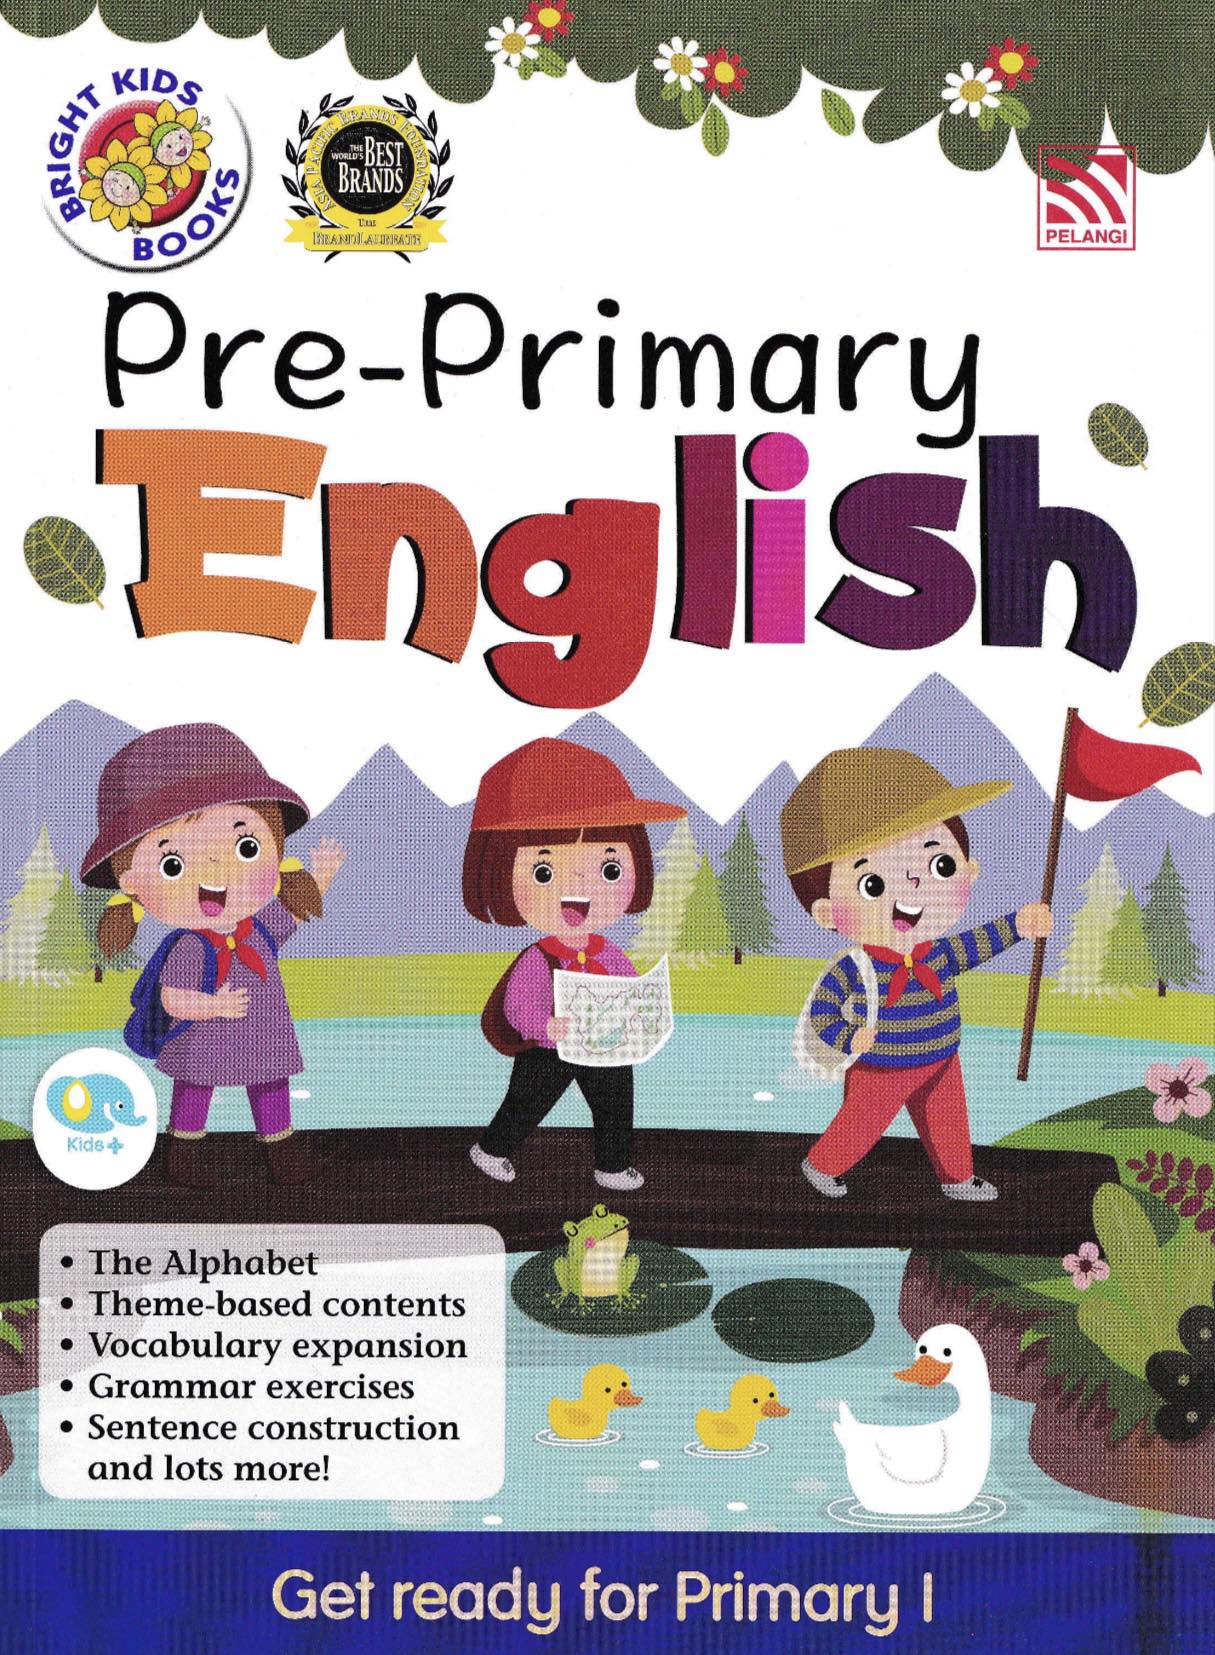 BRIGHT KIDS
BOOKS
ASIA PACIFIC BRANDS FOUNDATION
THE
WORLD'S BEST
BRANDS
THE
BRANDLAUREATE
PELANGI
Pre-Primary
English
Kids+
• The Alphabet
• Theme-based contents
• Vocabulary expansion
• Grammar exercises
• Sentence construction
and lots more!
Get ready for Primary 1